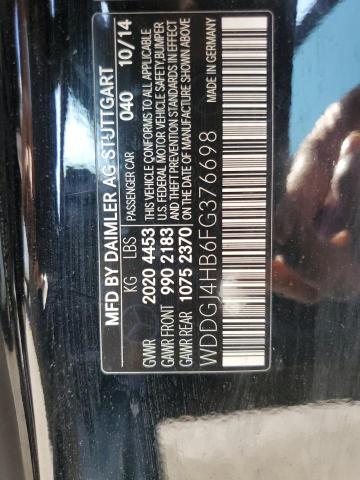 MFD BY DAIMLER AG STUTTGART 10/14
PASSENGER CAR 040
KG LBS
GVWR 2020 4453
GAWR FRONT 990 2183
GAWR REAR 1075 2370
THIS VEHICLE CONFORMS TO ALL APPLICABLE
U.S. FEDERAL MOTOR VEHICLE SAFETY,BUMPER
AND THEFT PREVENTION STANDARDS IN EFFECT
ON THE DATE OF MANUFACTURE SHOWN ABOVE
WDDGJ4HB6FG376698
MADE IN GERMANY